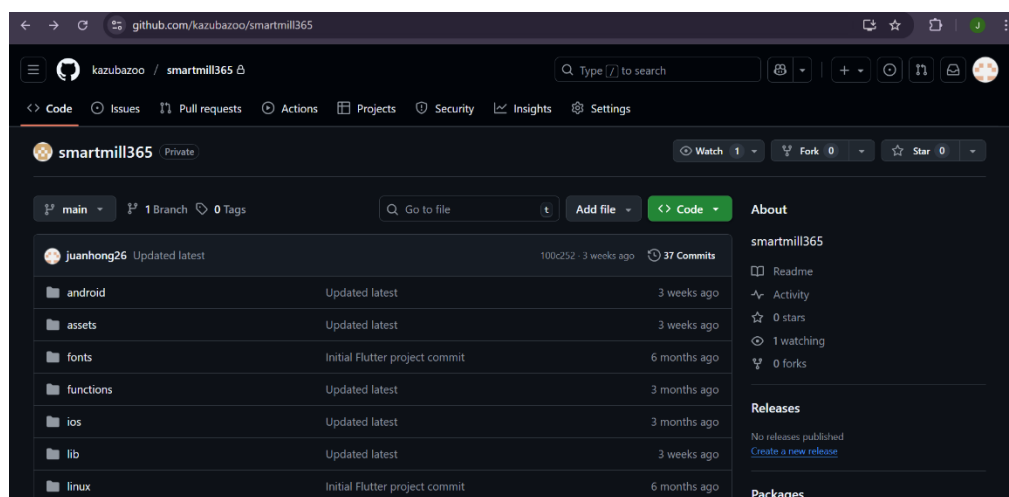 github.com/kazubazoo/smartmill365
J
kazubazoo / smartmill365
Type / to search
Code Issues Pull requests Actions Projects Security Insights Settings
smartmill365 Private
Watch 1 Fork 0 Star 0
main 1 Branch 0 Tags
Go to file t
Add file Code
juanhong26 Updated latest 100c252 · 3 weeks ago 37 Commits
android Updated latest 3 weeks ago
assets Updated latest 3 weeks ago
fonts Initial Flutter project commit 6 months ago
functions Updated latest 3 months ago
ios Updated latest 3 months ago
lib Updated latest 3 weeks ago
linux Initial Flutter project commit 6 months ago
About
smartmill365
Readme
Activity
0 stars
1 watching
0 forks
Releases
No releases published
Create a new release
Packages